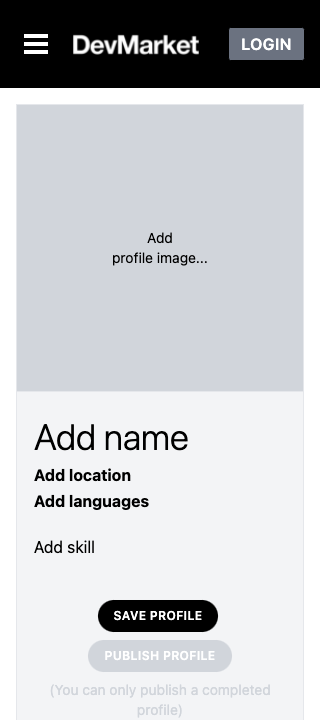 DevMarket
LOGIN
Add
profile image...
Add name
Add location
Add languages
Add skill
SAVE PROFILE
PUBLISH PROFILE
(You can only publish a completed
profile)